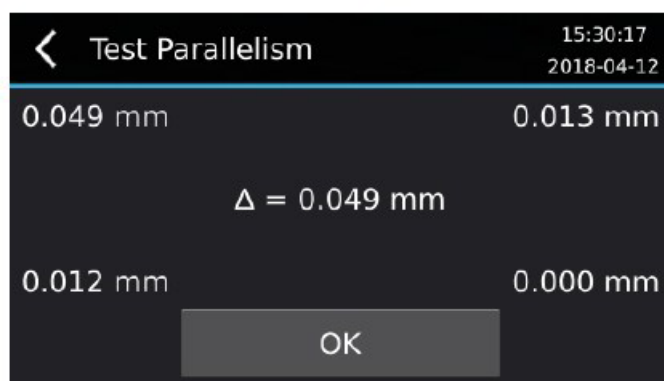 Test Parallelism
15:30:17
2018-04-12
0.049 mm
0.013 mm
Δ = 0.049 mm
0.012 mm
0.000 mm
OK